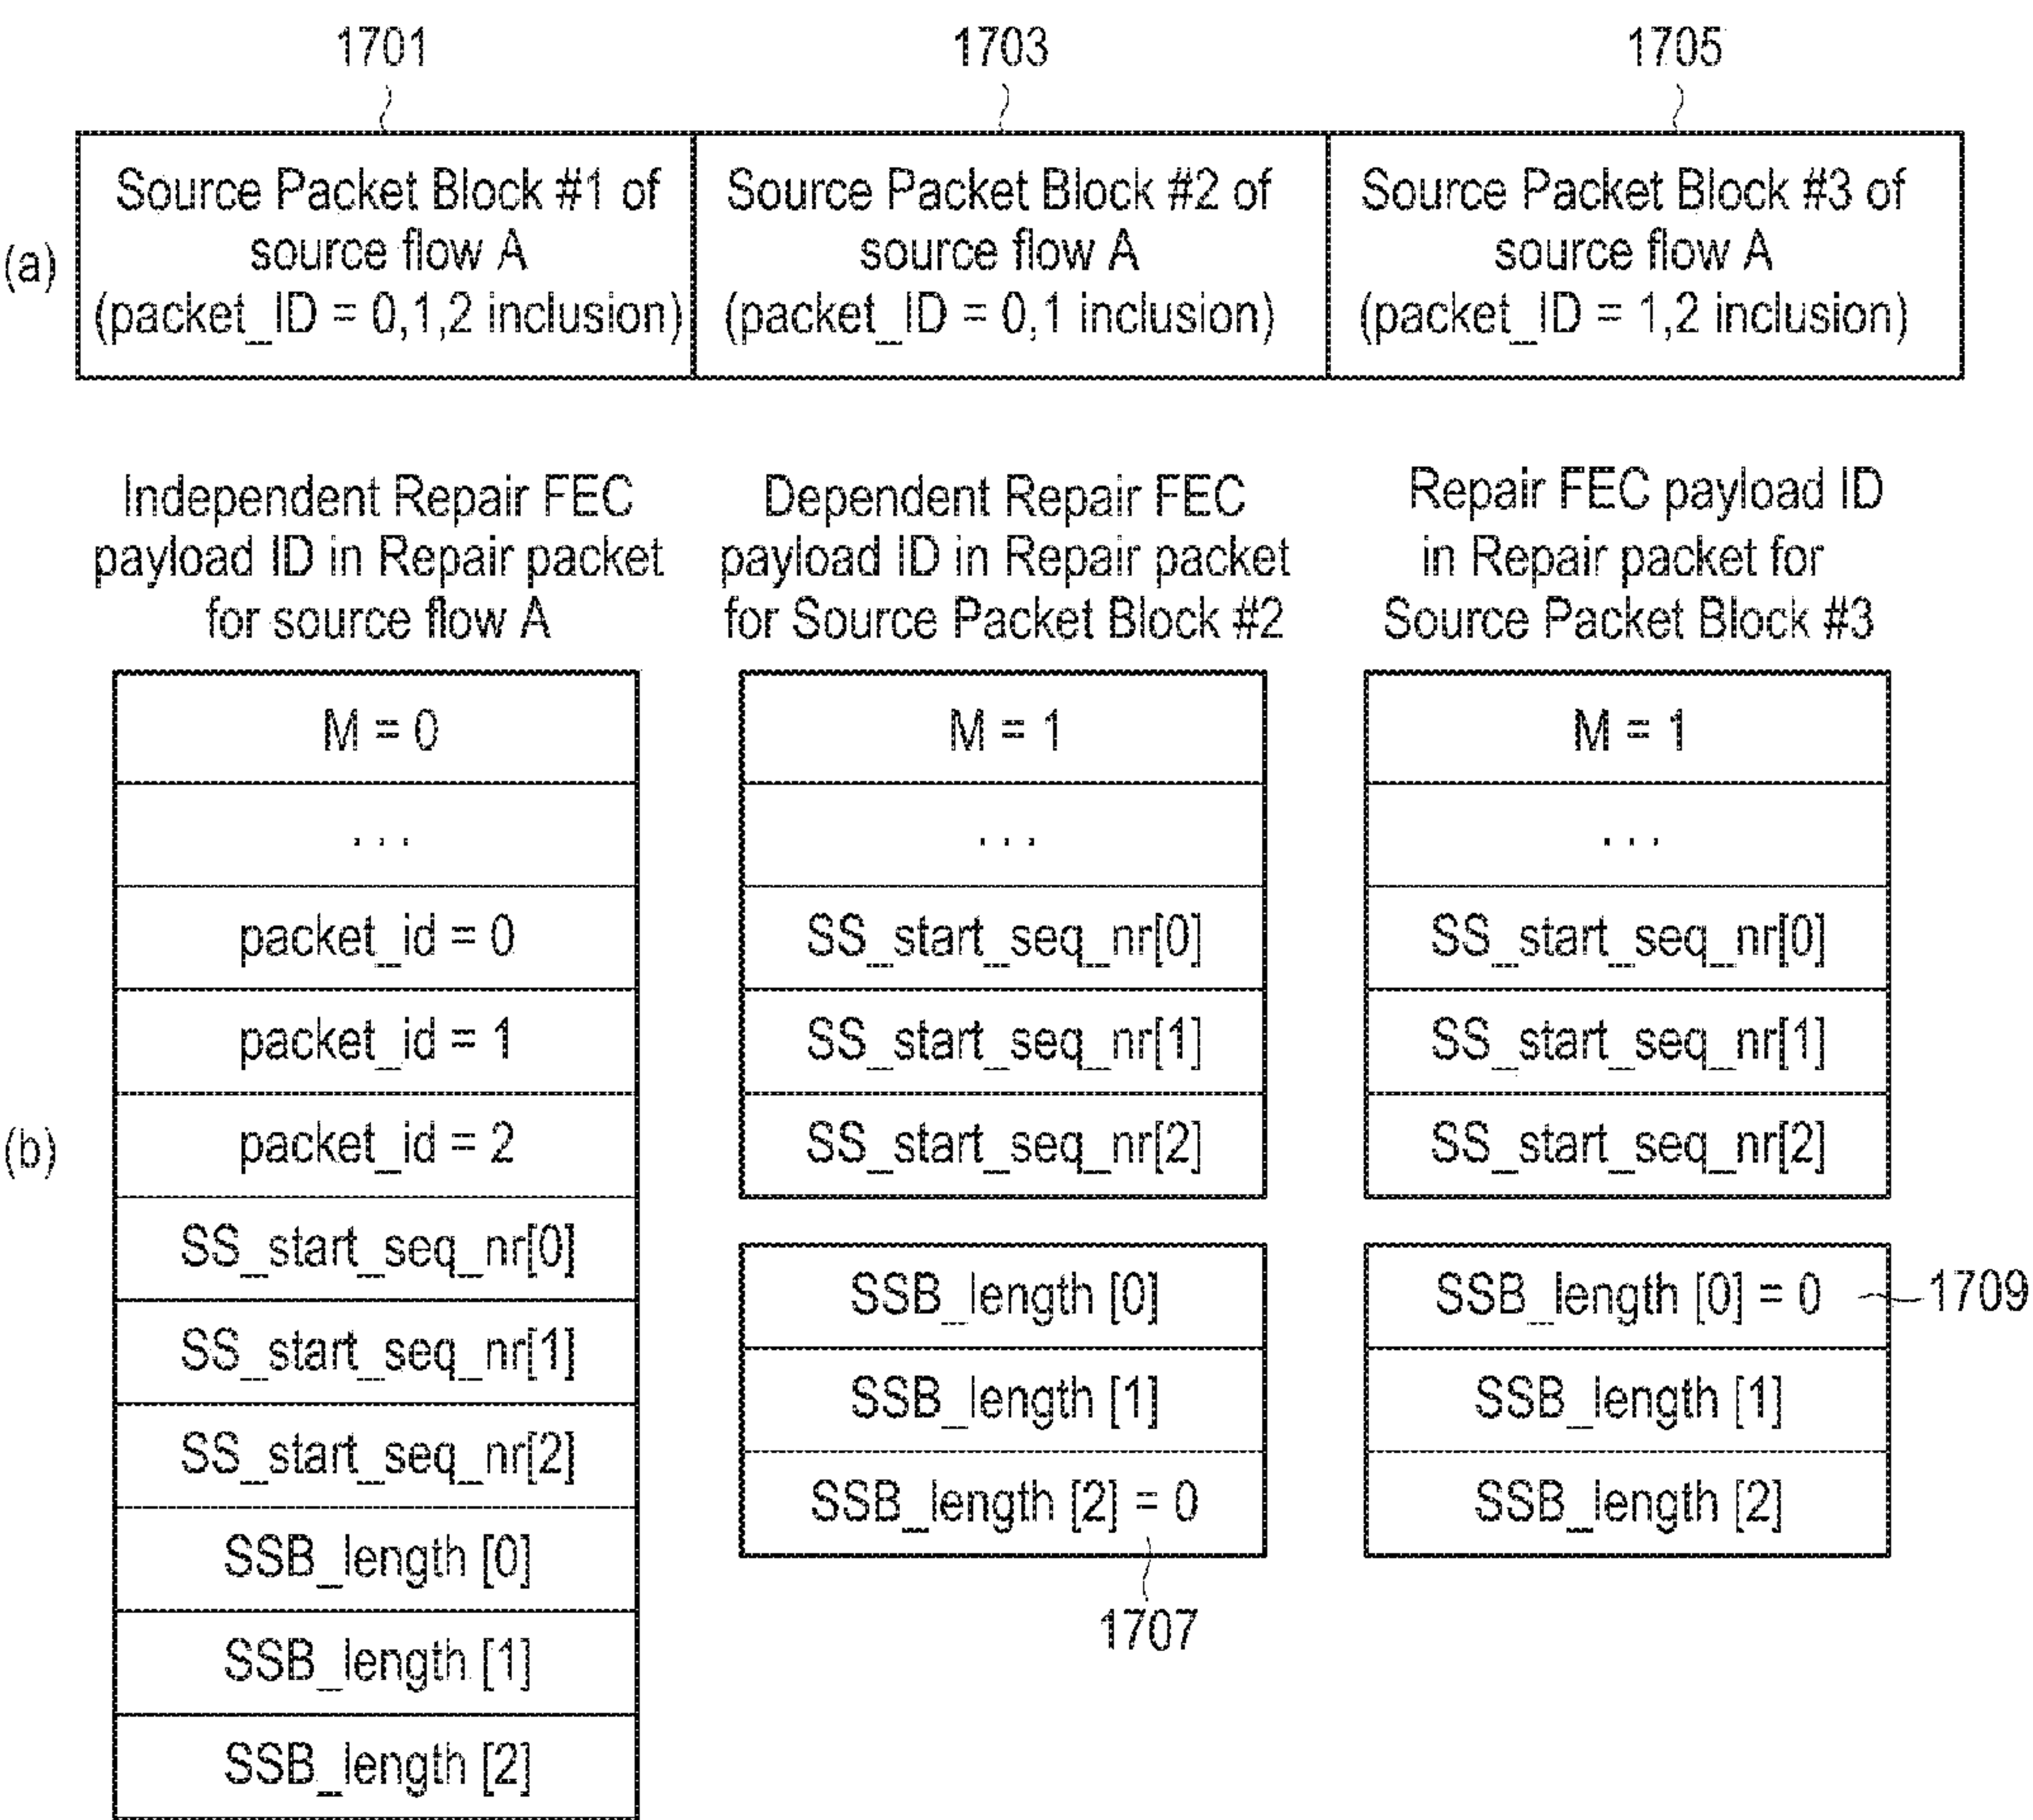 1701
1703
1705
(a)
Source Packet Block #1 of
source flow A
(packet_ID = 0,1,2 inclusion)
Source Packet Block #2 of
source flow A
(packet_ID = 0,1 inclusion)
Source Packet Block #3 of
source flow A
(packet_ID = 1,2 inclusion)
(b)
Independent Repair FEC
payload ID in Repair packet
for source flow A
M = 0
. . .
packet_id = 0
packet_id = 1
packet_id = 2
SS_start_seq_nr[0]
SS_start_seq_nr[1]
SS_start_seq_nr[2]
SSB_length [0]
SSB_length [1]
SSB_length [2]
Dependent Repair FEC
payload ID in Repair packet
for Source Packet Block #2
M = 1
. . .
SS_start_seq_nr[0]
SS_start_seq_nr[1]
SS_start_seq_nr[2]
SSB_length [0]
SSB_length [1]
SSB_length [2] = 0
1707
Repair FEC payload ID
in Repair packet for
Source Packet Block #3
M = 1
. . .
SS_start_seq_nr[0]
SS_start_seq_nr[1]
SS_start_seq_nr[2]
SSB_length [0] = 0
1709
SSB_length [1]
SSB_length [2]